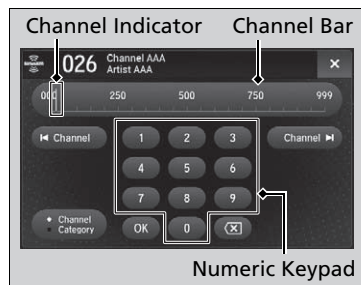 Channel Indicator Channel Bar
026 Channel AAA
Artist AAA
000 250 500 750 999
Channel 1 2 3 Channel
4 5 6
7 8 9
Channel
Category
OK 0
Numeric Keypad